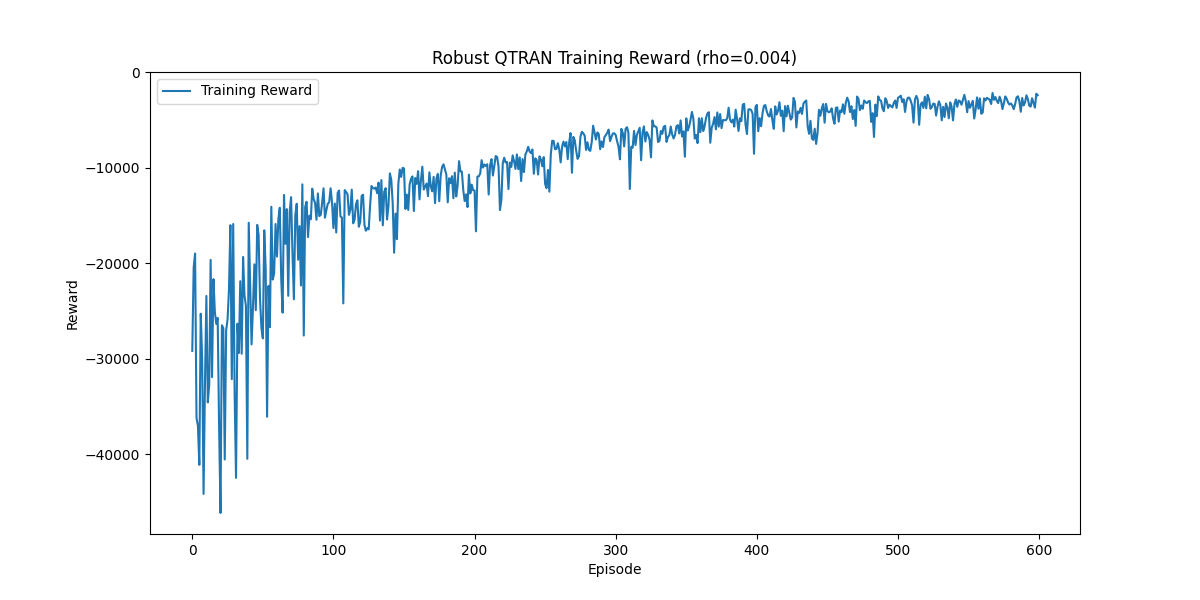 Robust QTRAN Training Reward (rho=0.004)
Training Reward
0
−10000
−20000
−30000
−40000
Reward
0 100 200 300 400 500 600
Episode